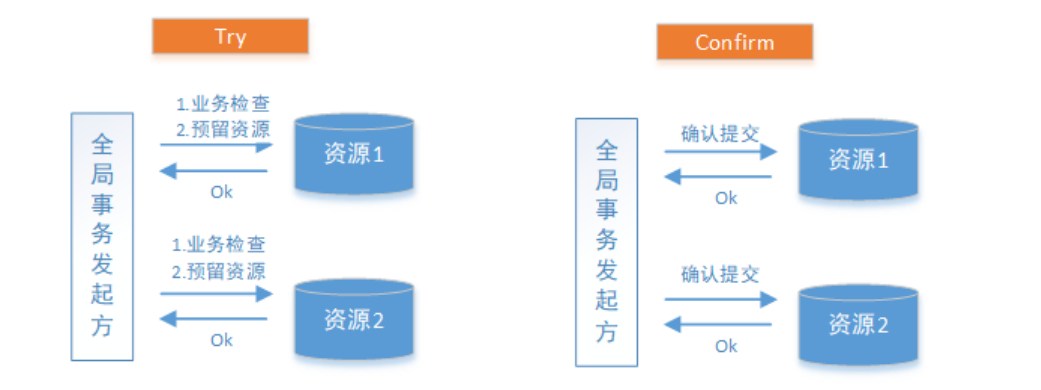 Try
全局事务发起方
1.业务检查
2.预留资源
资源1
Ok
1.业务检查
2.预留资源
资源2
Ok
Confirm
全局事务发起方
确认提交
资源1
Ok
确认提交
资源2
Ok